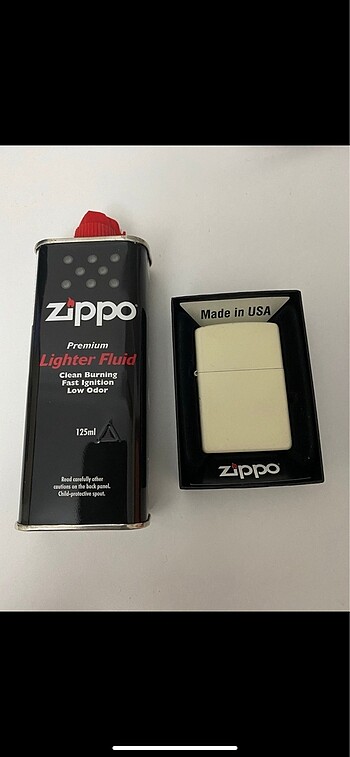 zippo
Premium
Lighter Fluid
Clean Burning
Fast Ignition
Low Odor
125ml
Read carefully other
cautions on the back panel.
Child-protective spout.
Made in USA
zippo